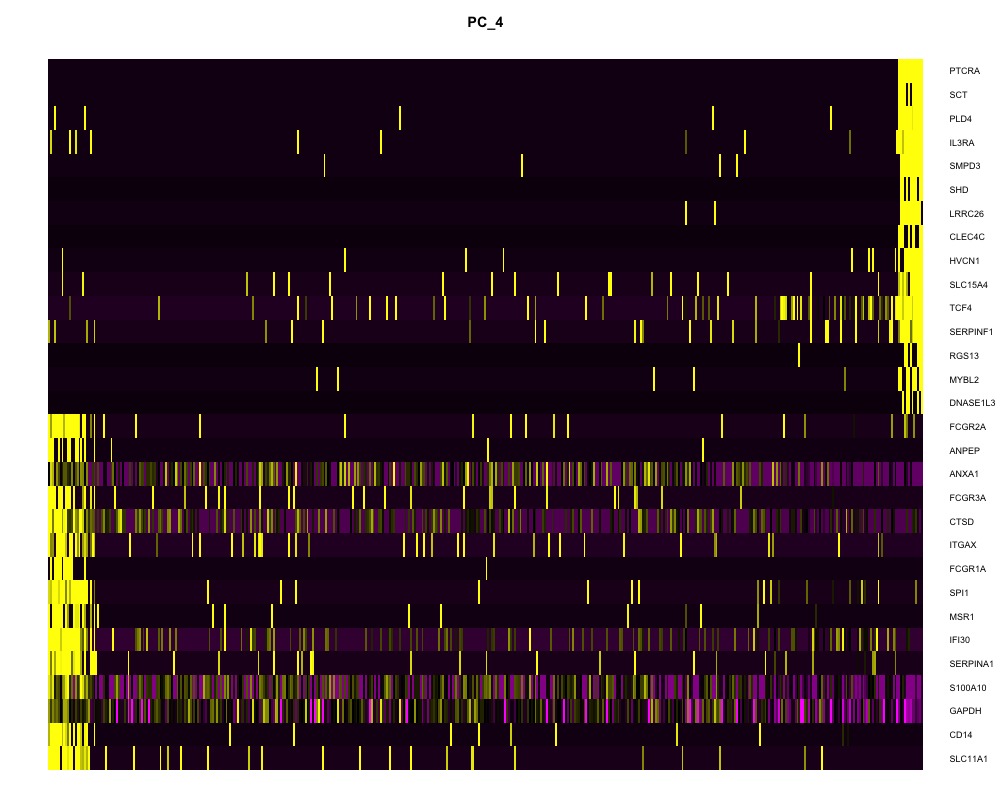 PC_4
PTCRA
SCT
PLD4
IL3RA
SMPD3
SHD
LRRC26
CLEC4C
HVCN1
SLC15A4
TCF4
SERPINF1
RGS13
MYBL2
DNASE1L3
FCGR2A
ANPEP
ANXA1
FCGR3A
CTSD
ITGAX
FCGR1A
SPI1
MSR1
IFI30
SERPINA1
S100A10
GAPDH
CD14
SLC11A1